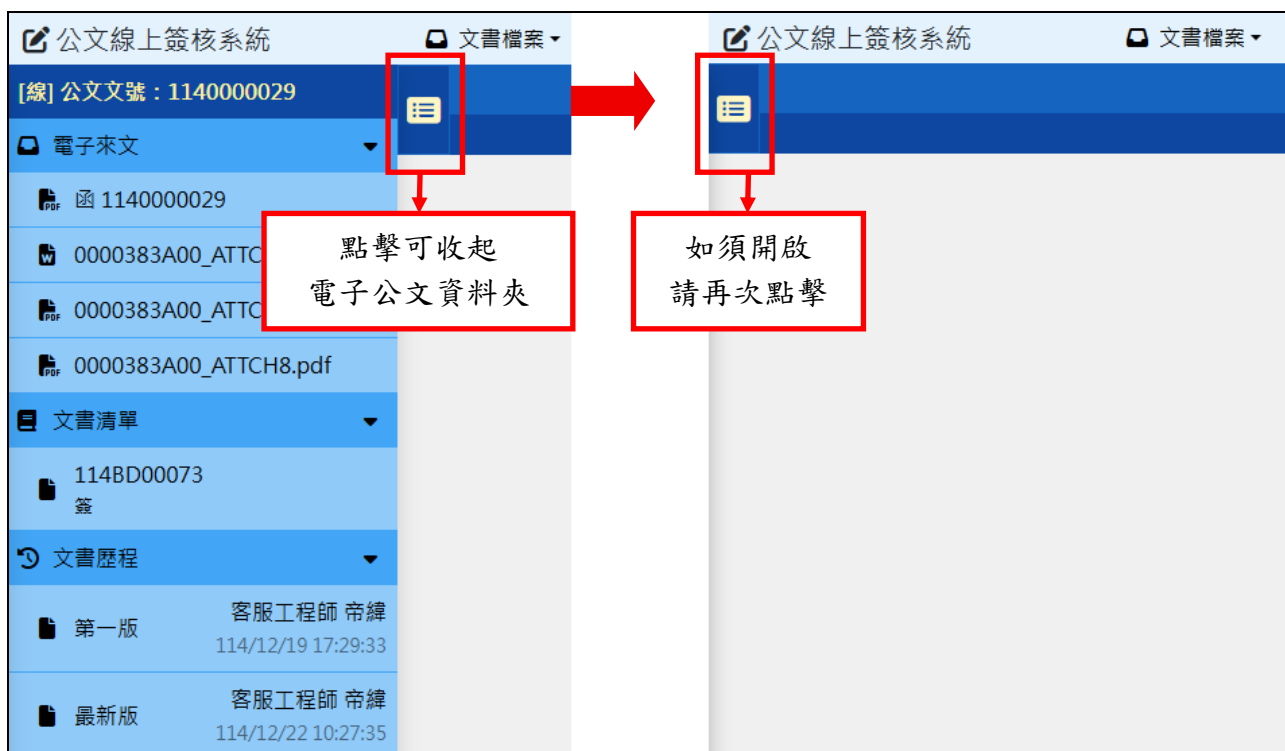 公文線上簽核系統
文書檔案
[線] 公文文號：1140000029
電子來文
PDF 函 1140000029
W 0000383A00_ATTC
PDF 0000383A00_ATTC
PDF 0000383A00_ATTCH8.pdf
文書清單
114BD00073
簽
文書歷程
第一版
客服工程師 帝緯
114/12/19 17:29:33
最新版
客服工程師 帝緯
114/12/22 10:27:35
點擊可收起
電子公文資料夾
公文線上簽核系統
文書檔案
如須開啟
請再次點擊